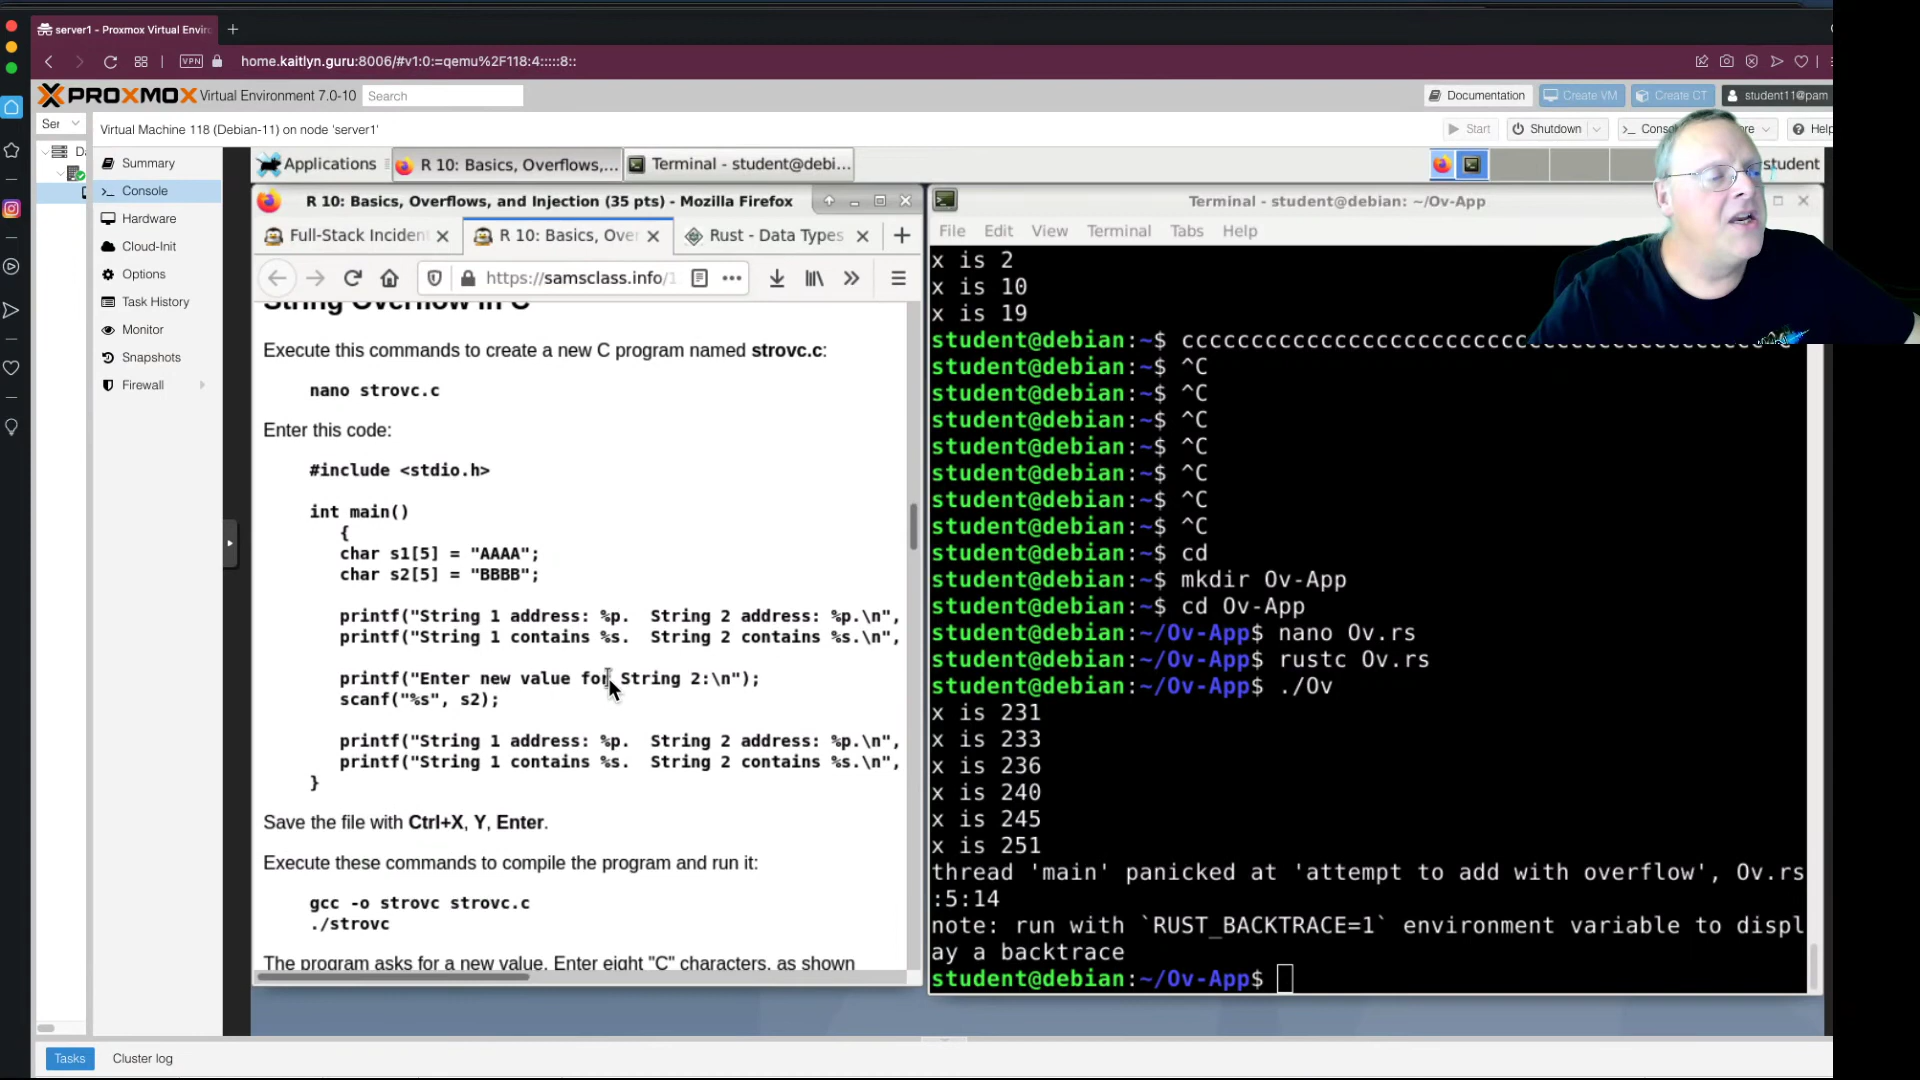 server1 - Proxmox Virtual Envir
VPN
home.kaitlyn.guru:8006/#v1:0:=qemu%2F118:4:::::8::
PROXMOX Virtual Environment 7.0-10
Search
Documentation
Create VM
Create CT
student11@pam
Ser
Virtual Machine 118 (Debian-11) on node 'server1'
Start
Shutdown
Help
Summary
Console
Hardware
Cloud-Init
Options
Task History
Monitor
Snapshots
Firewall
Applications
R 10: Basics, Overflows,...
Terminal - student@debi...
student
R 10: Basics, Overflows, and Injection (35 pts) - Mozilla Firefox
Full-Stack Inciden
R 10: Basics, Over
Rust - Data Types
https://samsclass.info/1
String Overflow in C
Execute this commands to create a new C program named strovc.c:
nano strovc.c
Enter this code:
#include <stdio.h>
int main()
{
char s1[5] = "AAAA";
char s2[5] = "BBBB";
printf("String 1 address: %p.  String 2 address: %p.\n",
printf("String 1 contains %s.  String 2 contains %s.\n",
printf("Enter new value for String 2:\n");
scanf("%s", s2);
printf("String 1 address: %p.  String 2 address: %p.\n",
printf("String 1 contains %s.  String 2 contains %s.\n",
}
Save the file with Ctrl+X, Y, Enter.
Execute these commands to compile the program and run it:
gcc -o strovc strovc.c
./strovc
The program asks for a new value. Enter eight "C" characters, as shown
Terminal - student@debian: ~/Ov-App
File Edit View Terminal Tabs Help
x is 2
x is 10
x is 19
student@debian:~$
student@debian:~$ ^C
student@debian:~$ ^C
student@debian:~$ ^C
student@debian:~$ ^C
student@debian:~$ ^C
student@debian:~$ ^C
student@debian:~$ ^C
student@debian:~$ cd
student@debian:~$ mkdir Ov-App
student@debian:~$ cd Ov-App
student@debian:~/Ov-App$ nano Ov.rs
student@debian:~/Ov-App$ rustc Ov.rs
student@debian:~/Ov-App$ ./Ov
x is 231
x is 233
x is 236
x is 240
x is 245
x is 251
thread 'main' panicked at 'attempt to add with overflow', Ov.rs
:5:14
note: run with `RUST_BACKTRACE=1` environment variable to displ
ay a backtrace
student@debian:~/Ov-App$
Tasks
Cluster log